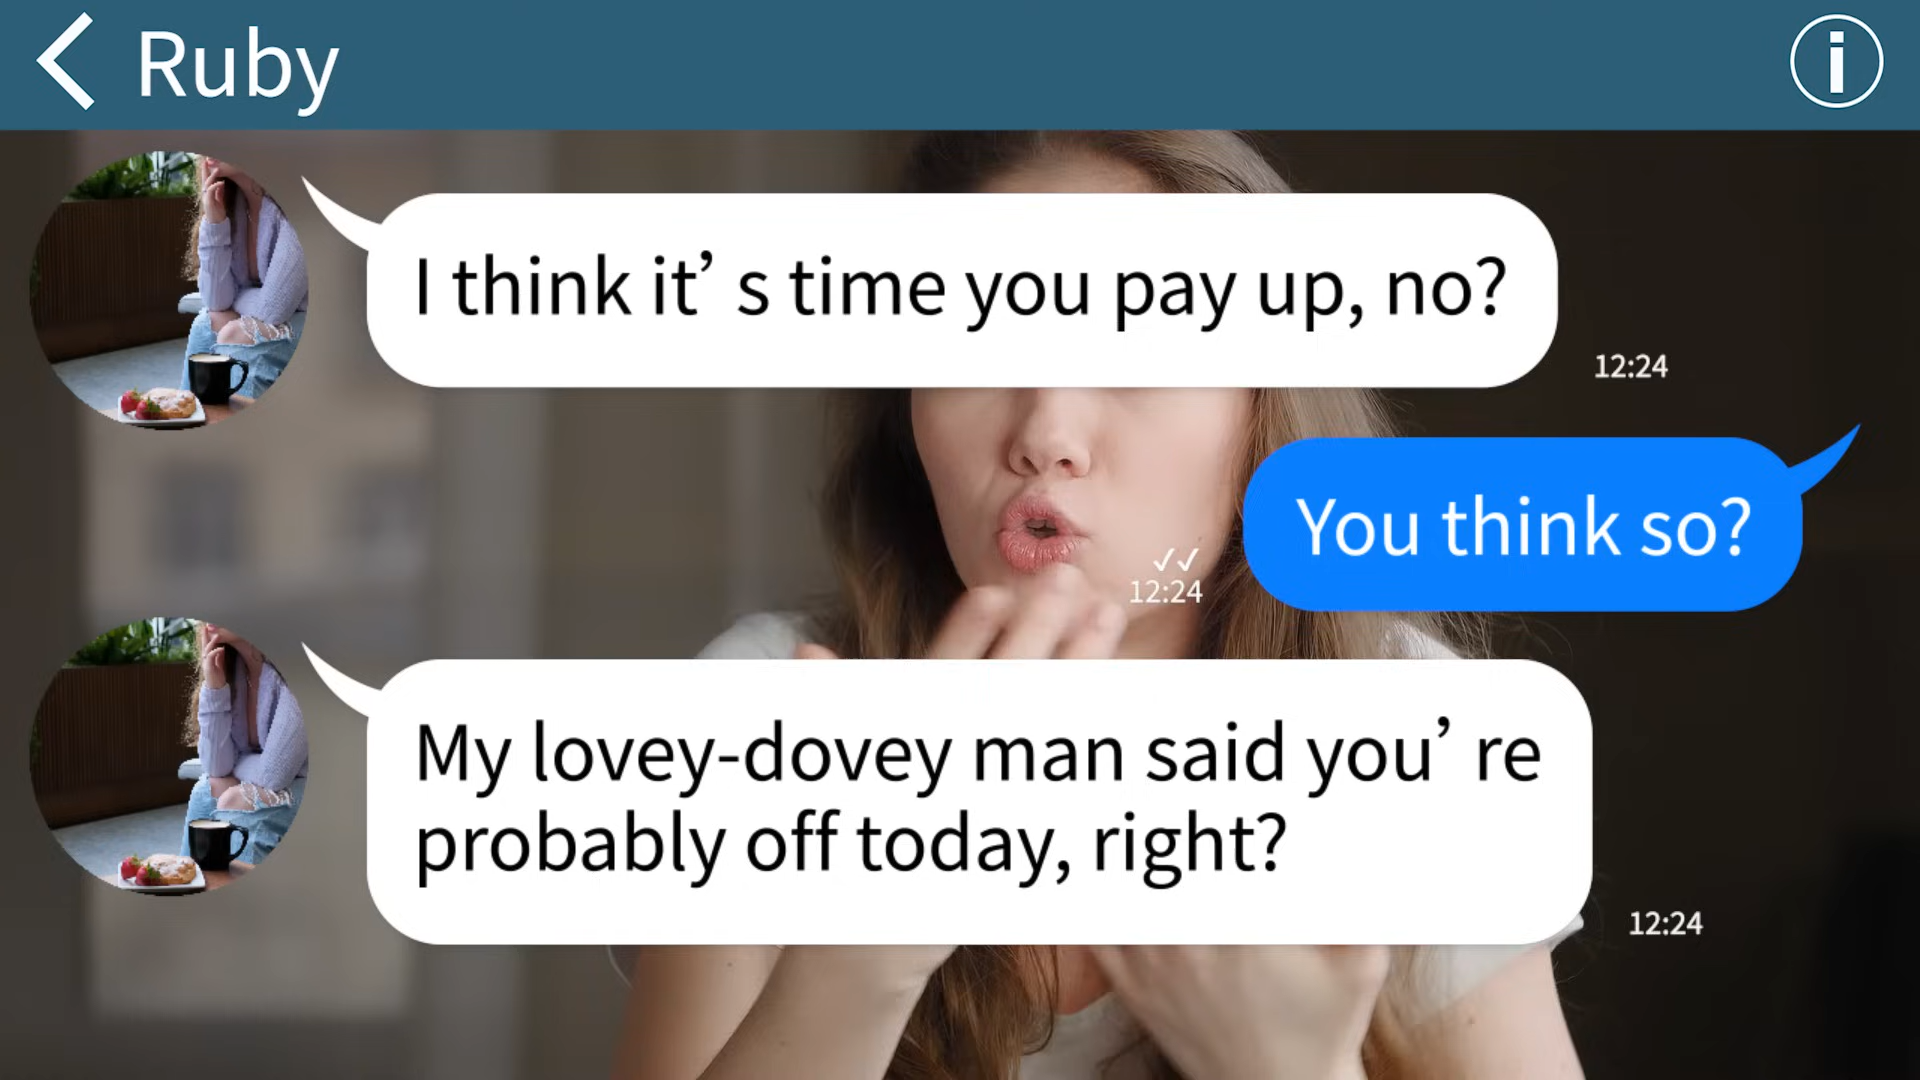 Ruby
I think it’s time you pay up, no?
12:24
You think so?
✓✓
12:24
My lovey-dovey man said you’re
probably off today, right?
12:24